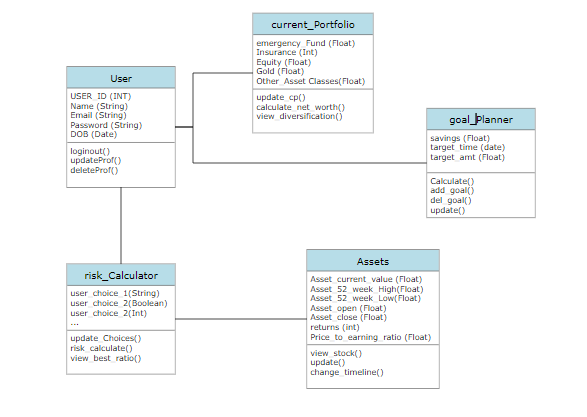 current_Portfolio
emergency_Fund (Float)
Insurance (Int)
Equity (Float)
Gold (Float)
Other_Asset Classes(Float)
update_cp()
calculate_net_worth()
view_diversification()
User
USER_ID (INT)
Name (String)
Email (String)
Password (String)
DOB (Date)
loginout()
updateProf()
deleteProf()
goal_Planner
savings (Float)
target_time (date)
target_amt (Float)
Calculate()
add_goal()
del_goal()
update()
risk_Calculator
user_choice_1(String)
user_choice_2(Boolean)
user_choice_2(Int)
...
update_Choices()
risk_calculate()
view_best_ratio()
Assets
Asset_current_value (Float)
Asset_52_week_High(Float)
Asset_52_week_Low(Float)
Asset_open (Float)
Asset_close (Float)
returns (int)
Price_to_earning_ratio (Float)
view_stock()
update()
change_timeline()